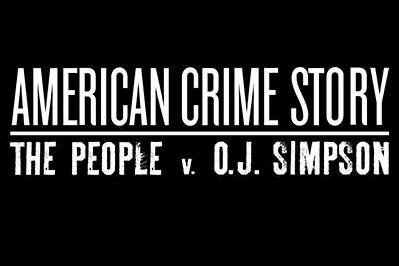 AMERICAN CRIME STORY
THE PEOPLE v. O.J. SIMPSON